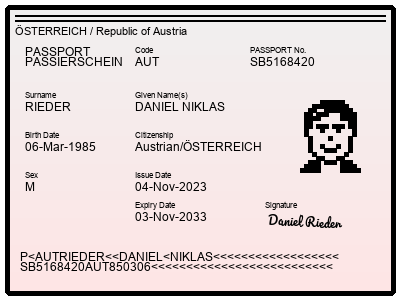 ÖSTERREICH / Republic of Austria
PASSPORT
PASSIERSCHEIN
Code
AUT
PASSPORT No.
SB5168420
Surname
RIEDER
Given Name(s)
DANIEL NIKLAS
Birth Date
06-Mar-1985
Citizenship
Austrian/ÖSTERREICH
Sex
M
Issue Date
04-Nov-2023
Expiry Date
03-Nov-2033
Signature
Daniel Rieder
P<AUTRIEDER<<DANIEL<NIKLAS<<<<<<<<<<<<<<<<<<
SB5168420AUT850306<<<<<<<<<<<<<<<<<<<<<<<<<<